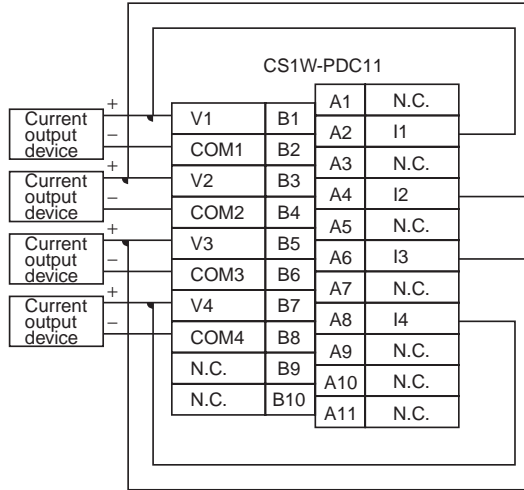 CS1W-PDC11
A1 N.C.
+
Current V1 B1
output A2 I1
device − COM1 B2
A3 N.C.
+
Current V2 B3
output A4 I2
device − COM2 B4
A5 N.C.
+
Current V3 B5
output A6 I3
device − COM3 B6
A7 N.C.
+
Current V4 B7
output A8 I4
device − COM4 B8
A9 N.C.
N.C. B9
A10 N.C.
N.C. B10
A11 N.C.